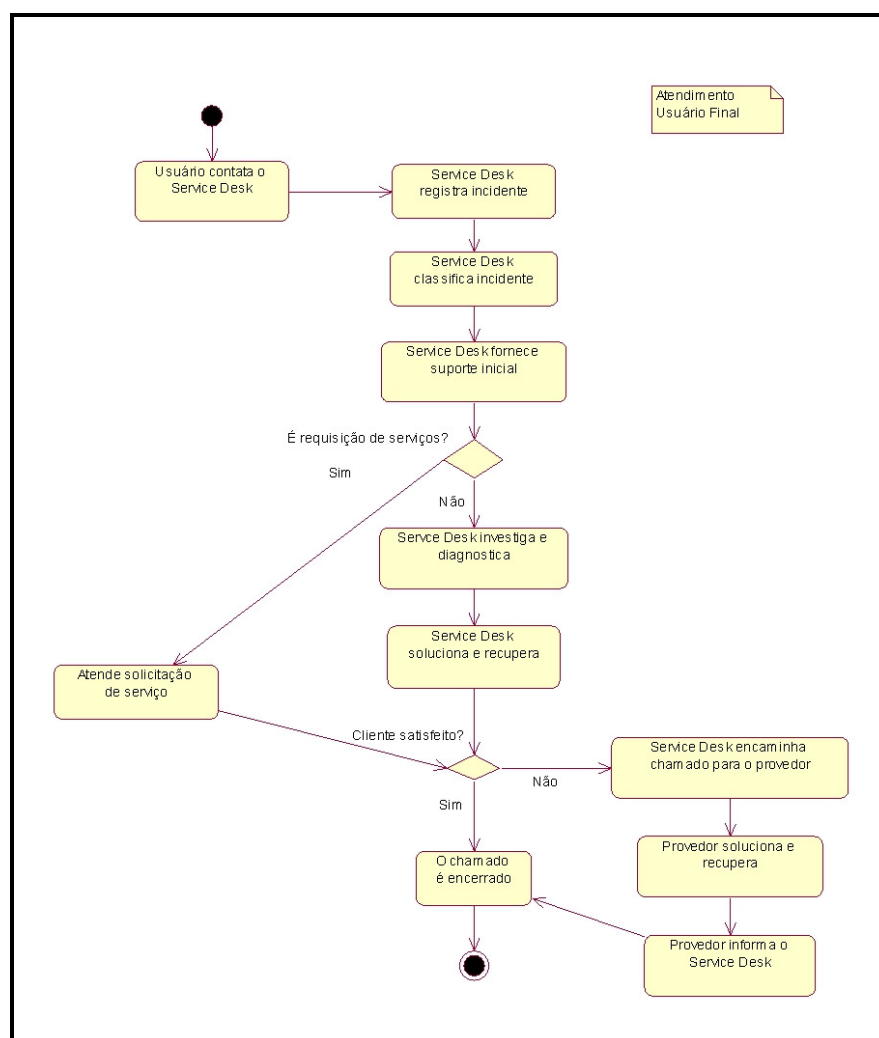 Atendimento
Usuário Final
Usuário contata o
Service Desk
Service Desk
registra incidente
Service Desk
classifica incidente
Service Desk fornece
suporte inicial
É requisição de serviços?
Sim
Não
Servce Desk investiga e
diagnostica
Service Desk
soluciona e recupera
Atende solicitação
de serviço
Cliente satisfeito?
Não
Sim
Service Desk encaminha
chamado para o provedor
Provedor soluciona e
recupera
O chamado
é encerrado
Provedor informa o
Service Desk